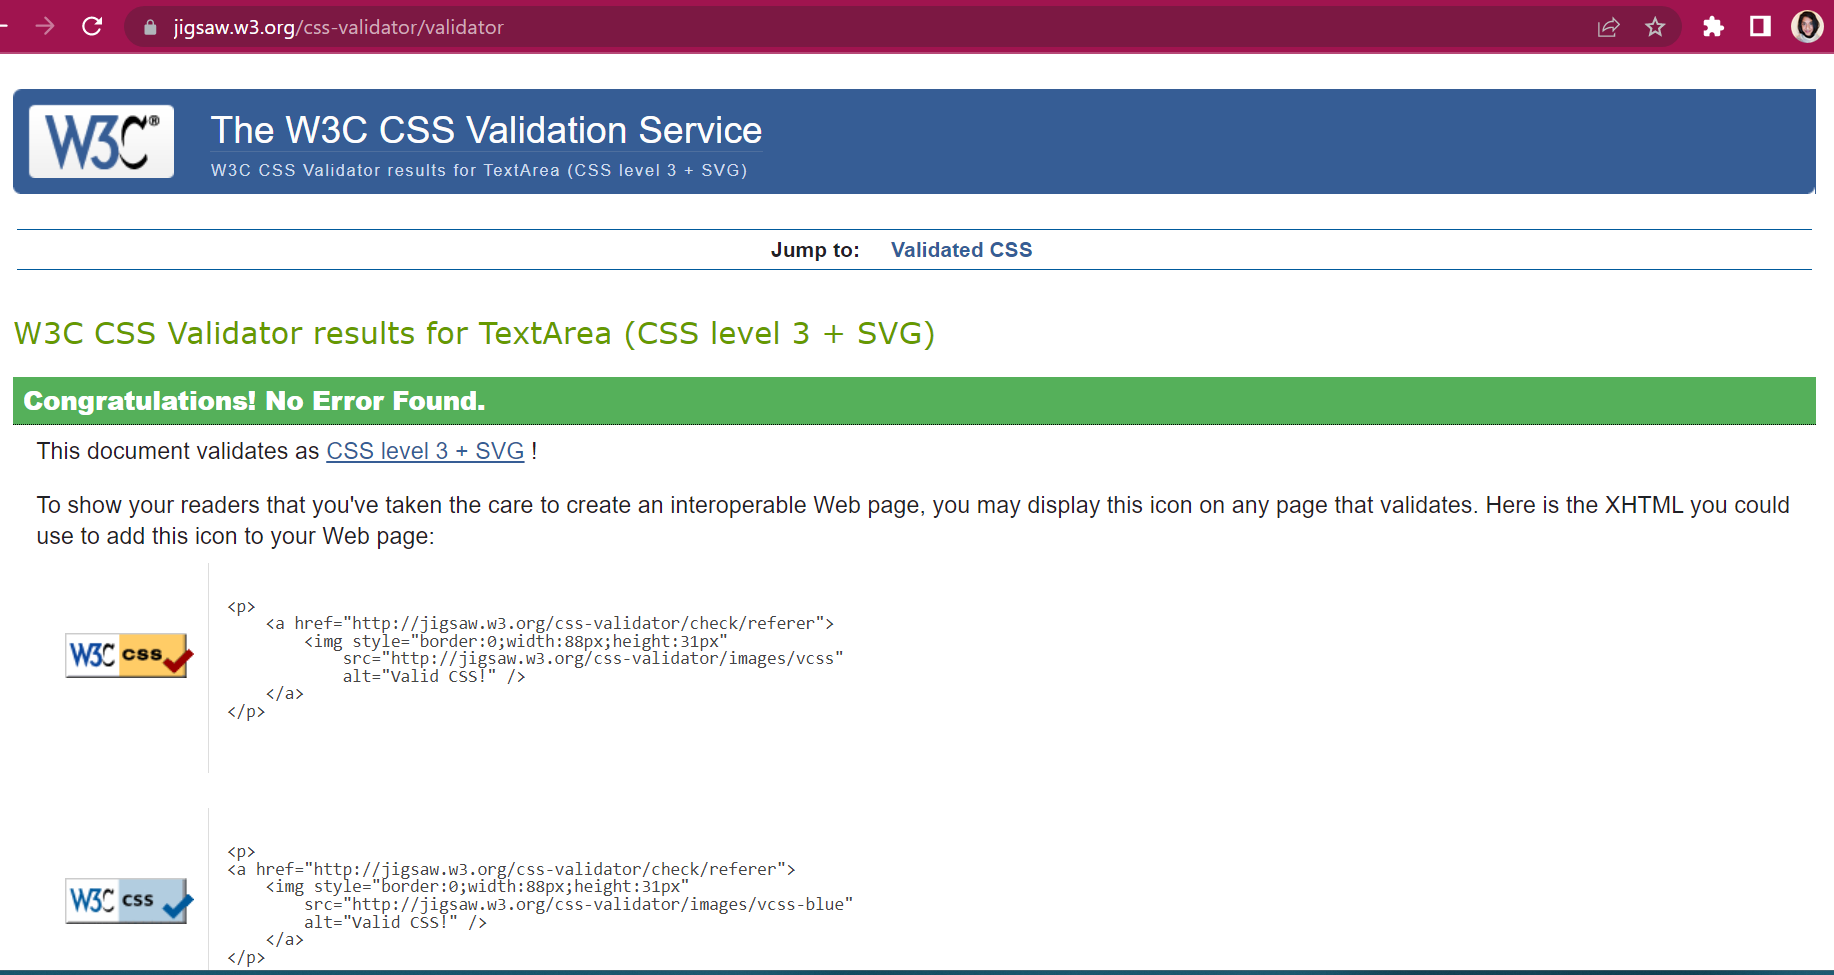 jigsaw.w3.org/css-validator/validator
W3C®
The W3C CSS Validation Service
W3C CSS Validator results for TextArea (CSS level 3 + SVG)
Jump to: Validated CSS
W3C CSS Validator results for TextArea (CSS level 3 + SVG)
Congratulations! No Error Found.
This document validates as CSS level 3 + SVG !
To show your readers that you've taken the care to create an interoperable Web page, you may display this icon on any page that validates. Here is the XHTML you could
use to add this icon to your Web page:
W3C css
<p>
    <a href="http://jigsaw.w3.org/css-validator/check/referer">
        <img style="border:0;width:88px;height:31px"
            src="http://jigsaw.w3.org/css-validator/images/vcss"
            alt="Valid CSS!" />
    </a>
</p>
W3C css
<p>
<a href="http://jigsaw.w3.org/css-validator/check/referer">
    <img style="border:0;width:88px;height:31px"
        src="http://jigsaw.w3.org/css-validator/images/vcss-blue"
        alt="Valid CSS!" />
    </a>
</p>